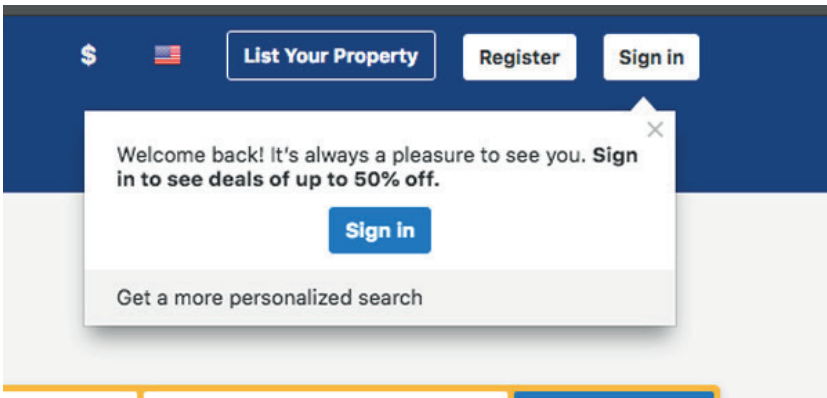 $ List Your Property Register Sign in
Welcome back! It's always a pleasure to see you. Sign
in to see deals of up to 50% off.
Sign in
Get a more personalized search